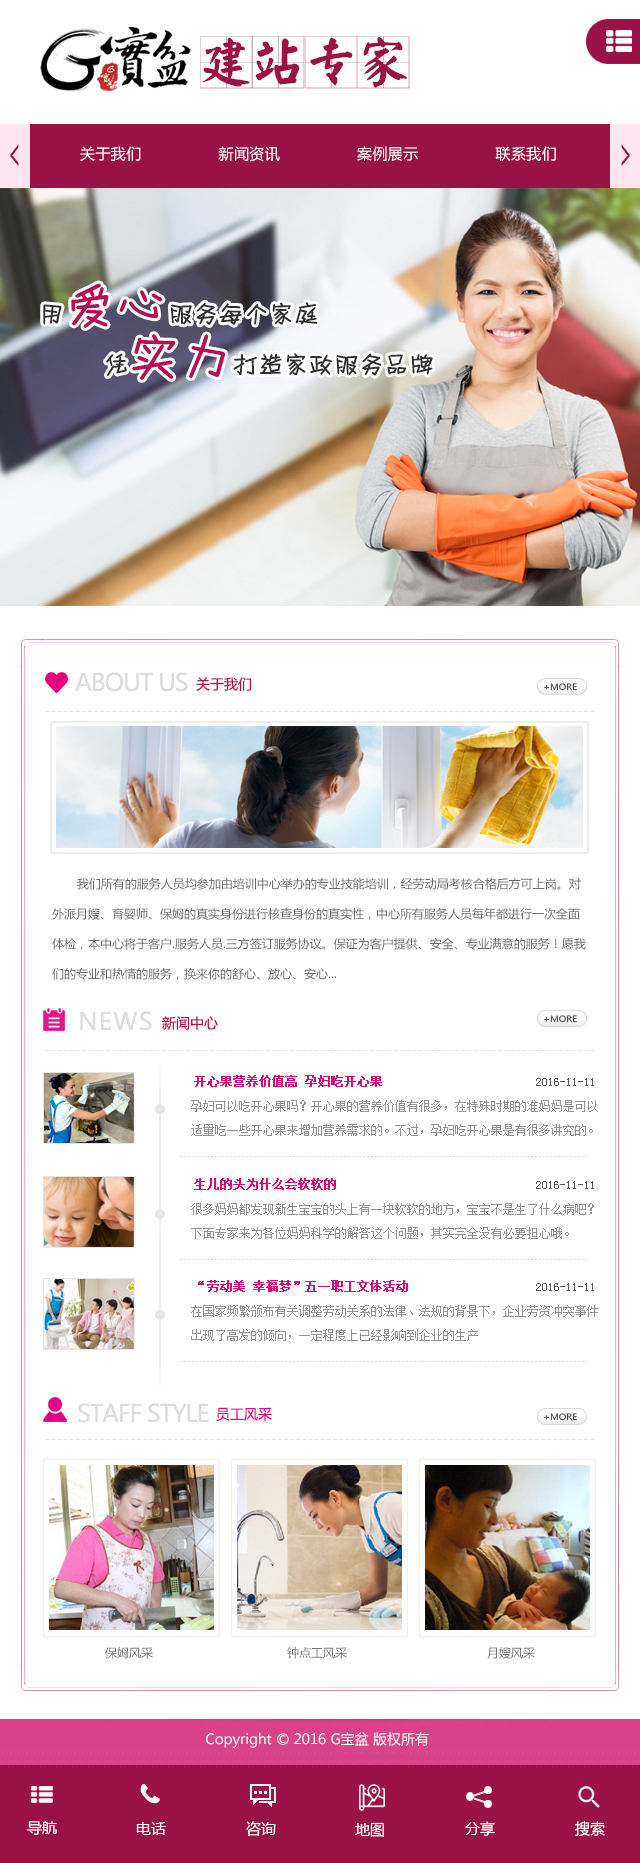 G寶盆 建站专家
关于我们 新闻资讯 案例展示 联系我们
用爱心服务每个家庭
凭实力打造家政服务品牌
ABOUT US 关于我们 +MORE
我们所有的服务人员均参加由培训中心举办的专业技能培训，经劳动局考核合格后方可上岗。对
外派月嫂、育婴师、保姆的真实身份进行核查身份的真实性，中心所有服务人员每年都进行一次全面
体检，本中心将于客户.服务人员.三方签订服务协议。保证为客户提供、安全、专业满意的服务！愿我
们的专业和热情的服务，换来你的舒心、放心、安心...
NEWS 新闻中心 +MORE
开心果营养价值高 孕妇吃开心果 2016-11-11
孕妇可以吃开心果吗？开心果的营养价值有很多，在特殊时期的准妈妈是可以
适量吃一些开心果来增加营养需求的。不过，孕妇吃开心果是有很多讲究的。
生儿的头为什么会软软的 2016-11-11
很多妈妈都发现新生宝宝的头上有一块软软的地方，宝宝不是生了什么病吧？
下面专家来为各位妈妈科学的解答这个问题，其实完全没有必要担心哦。
“劳动美 幸福梦”五一职工文体活动 2016-11-11
在国家频繁颁布有关调整劳动关系的法律、法规的背景下，企业劳资冲突事件
出现了高发的倾向，一定程度上已经影响到企业的生产
STAFF STYLE 员工风采 +MORE
保姆风采 钟点工风采 月嫂风采
Copyright © 2016 G宝盆 版权所有
导航 电话 咨询 地图 分享 搜索